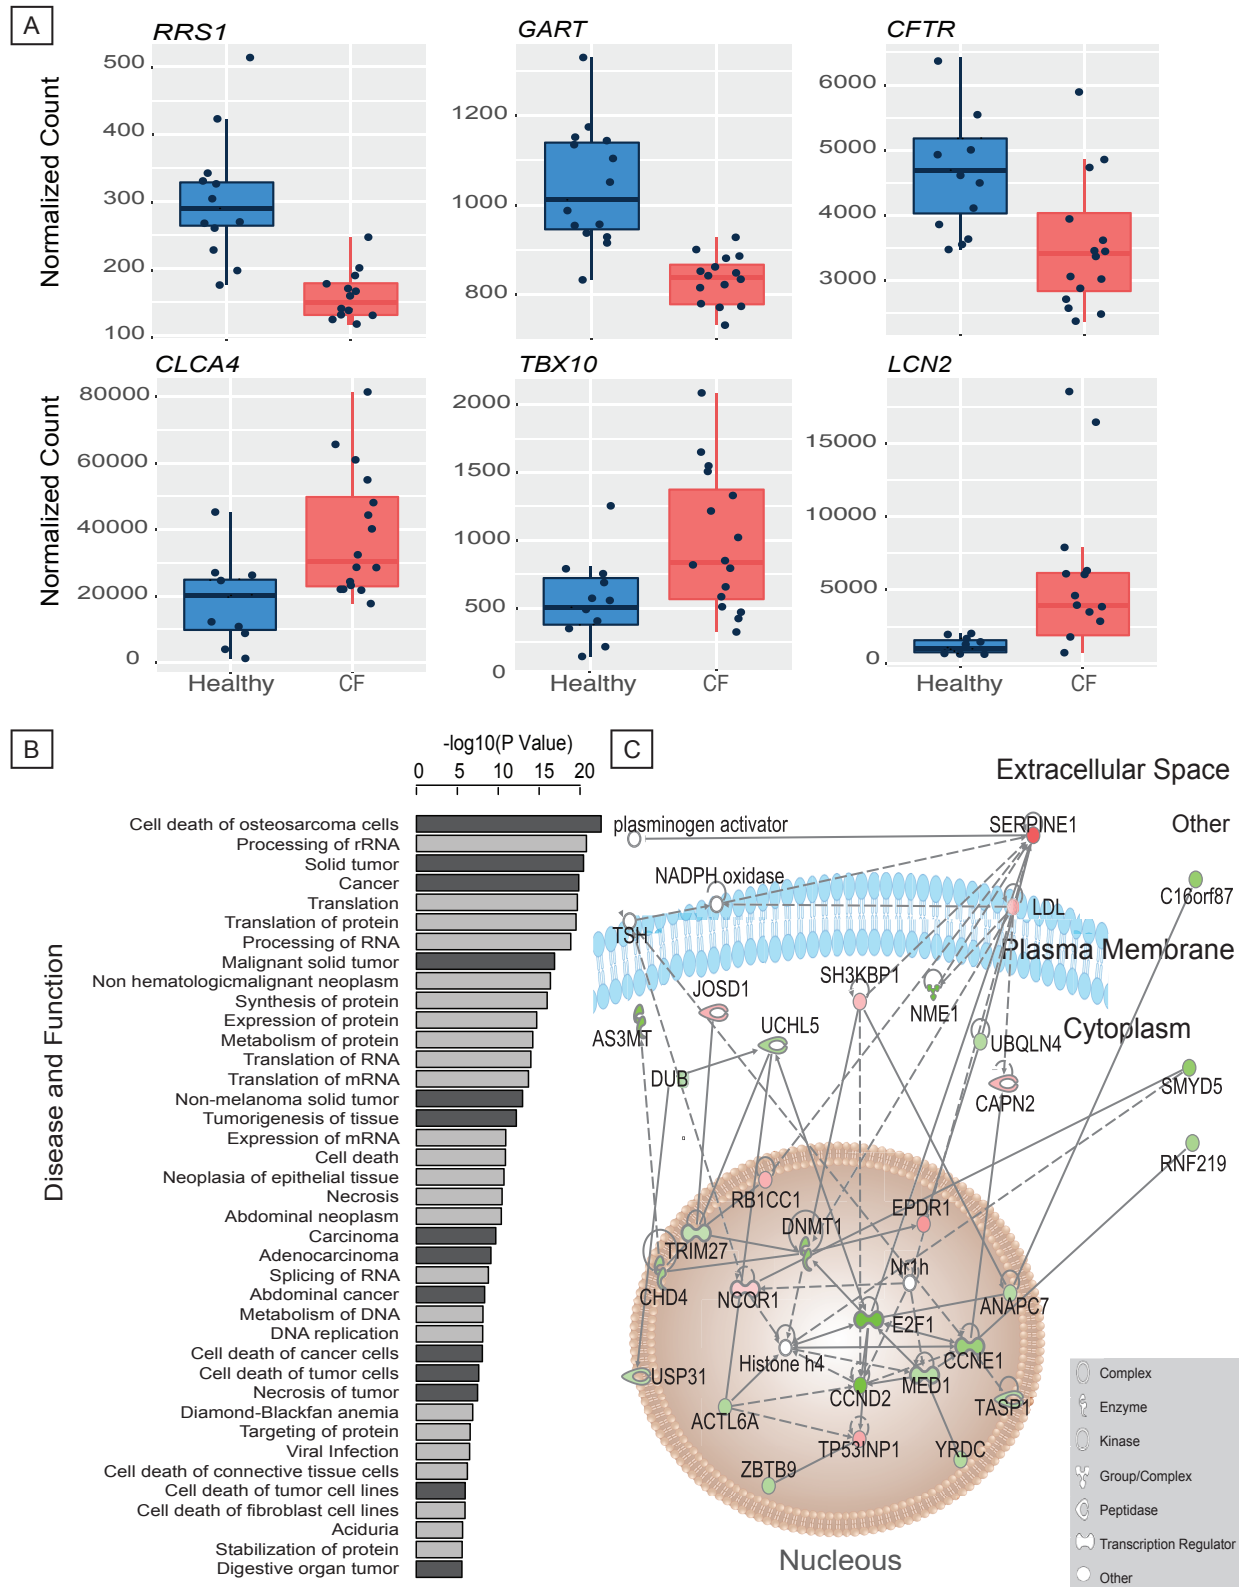 A
RRS1
GART
CFTR
Normalized Count
500
400
300
200
100
1200
1000
800
6000
5000
4000
3000
CLCA4
TBX10
LCN2
Normalized Count
80000
60000
40000
20000
0
2000
1500
1000
500
0
15000
10000
5000
0
Healthy
CF
Healthy
CF
Healthy
CF
B
-log10(P Value)
0 5 10 15 20
Disease and Function
Cell death of osteosarcoma cells
Processing of rRNA
Solid tumor
Cancer
Translation
Translation of protein
Processing of RNA
Malignant solid tumor
Non hematologicmalignant neoplasm
Synthesis of protein
Expression of protein
Metabolism of protein
Translation of RNA
Translation of mRNA
Non-melanoma solid tumor
Tumorigenesis of tissue
Expression of mRNA
Cell death
Neoplasia of epithelial tissue
Necrosis
Abdominal neoplasm
Carcinoma
Adenocarcinoma
Splicing of RNA
Abdominal cancer
Metabolism of DNA
DNA replication
Cell death of cancer cells
Cell death of tumor cells
Necrosis of tumor
Diamond-Blackfan anemia
Targeting of protein
Viral Infection
Cell death of connective tissue cells
Cell death of tumor cell lines
Cell death of fibroblast cell lines
Aciduria
Stabilization of protein
Digestive organ tumor
C
Extracellular Space
plasminogen activator
SERPINE1
Other
NADPH oxidase
C16orf87
LDL
TSH
Plasma Membrane
SH3KBP1
JOSD1
NME1
UCHL5
AS3MT
Cytoplasm
UBQLN4
DUB
CAPN2
SMYD5
RNF219
RB1CC1
EPDR1
DNMT1
TRIM27
Nr1h
CHD4
NCOR1
ANAPC7
E2F1
Histone h4
CCNE1
USP31
MED1
CCND2
TASP1
ACTL6A
TP53INP1
YRDC
ZBTB9
Nucleous
Complex
Enzyme
Kinase
Group/Complex
Peptidase
Transcription Regulator
Other